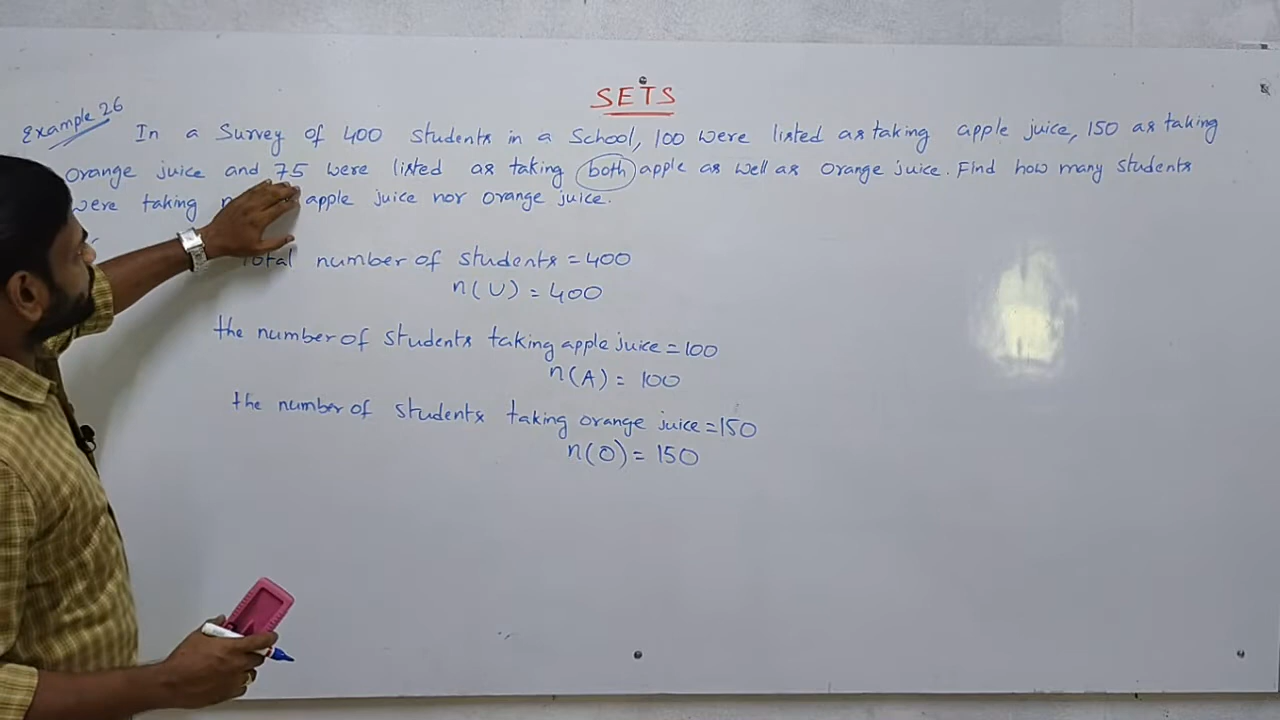 SETS
Example 26
In a Survey of 400 students in a School, 100 were listed as taking apple juice, 150 as taking
orange juice and 75 were listed as taking both apple as well as orange juice. Find how many students
were taking apple juice nor orange juice.
Total number of students = 400
n(U) = 400
the number of students taking apple juice = 100
n(A) = 100
the number of students taking orange juice = 150
n(O) = 150